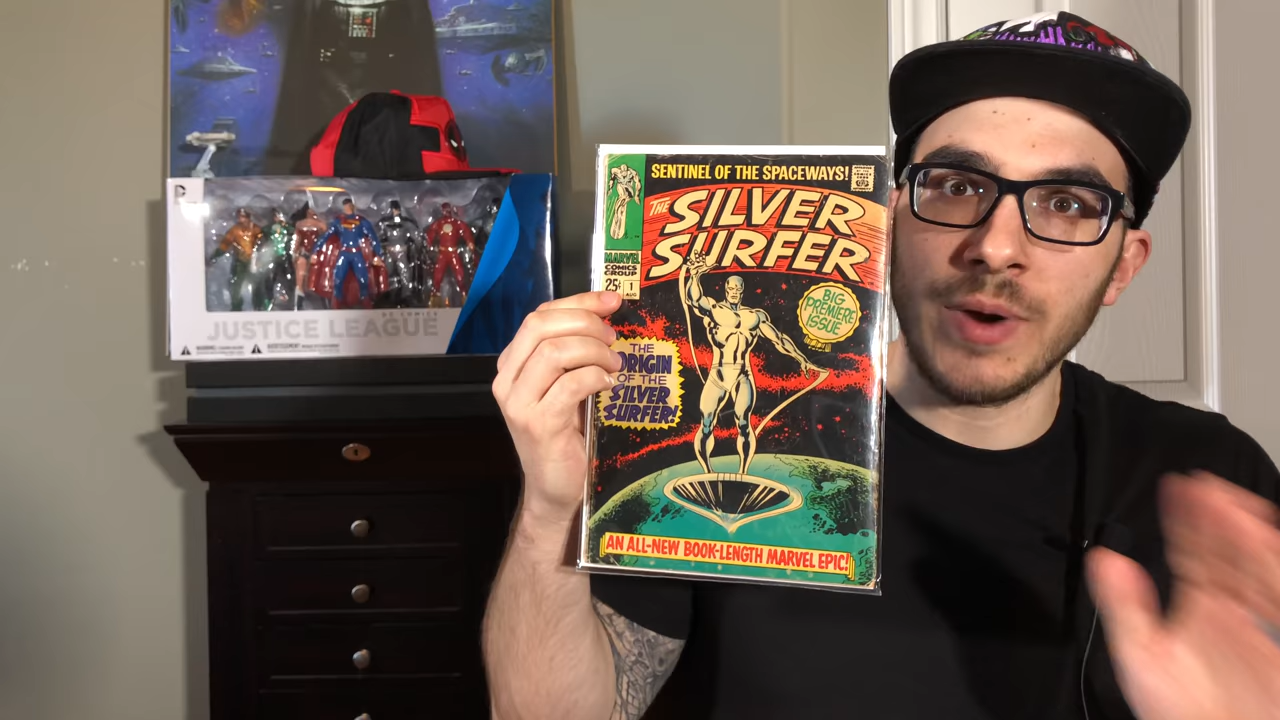 SENTINEL OF THE SPACEWAYS!
THE
SILVER
SURFER
MARVEL
COMICS
GROUP
25¢
1
AUG
BIG
PREMIERE
ISSUE
THE
ORIGIN
OF THE
SILVER
SURFER!
AN ALL-NEW BOOK-LENGTH MARVEL EPIC!
DC COMICS
JUSTICE LEAGUE